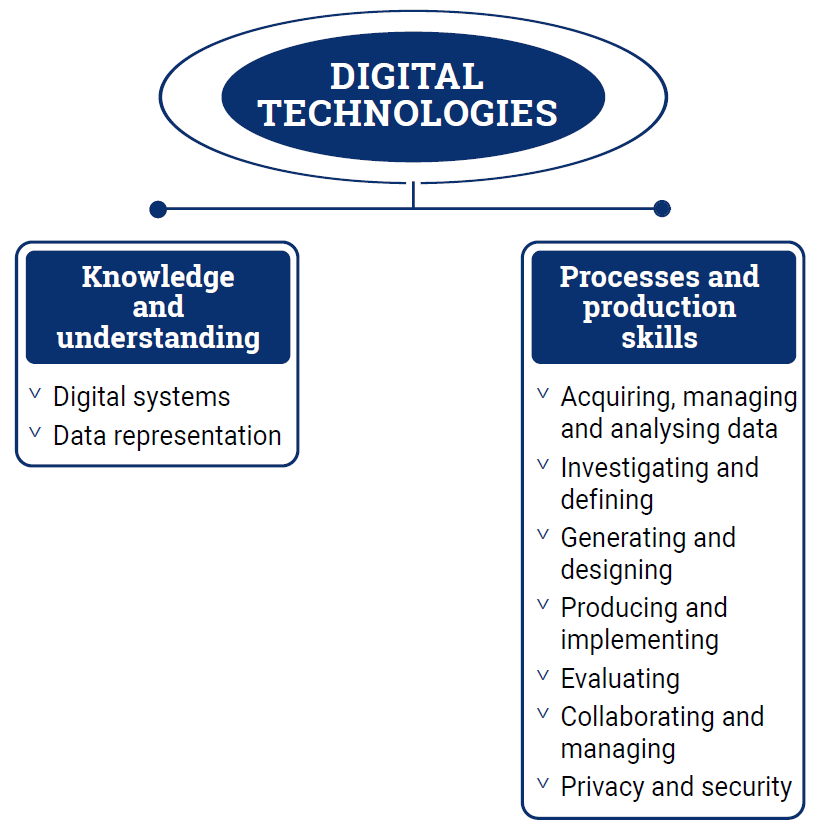 DIGITAL
TECHNOLOGIES
Knowledge
and
understanding
Digital systems
Data representation
Processes and
production
skills
Acquiring, managing
and analysing data
Investigating and
defining
Generating and
designing
Producing and
implementing
Evaluating
Collaborating and
managing
Privacy and security